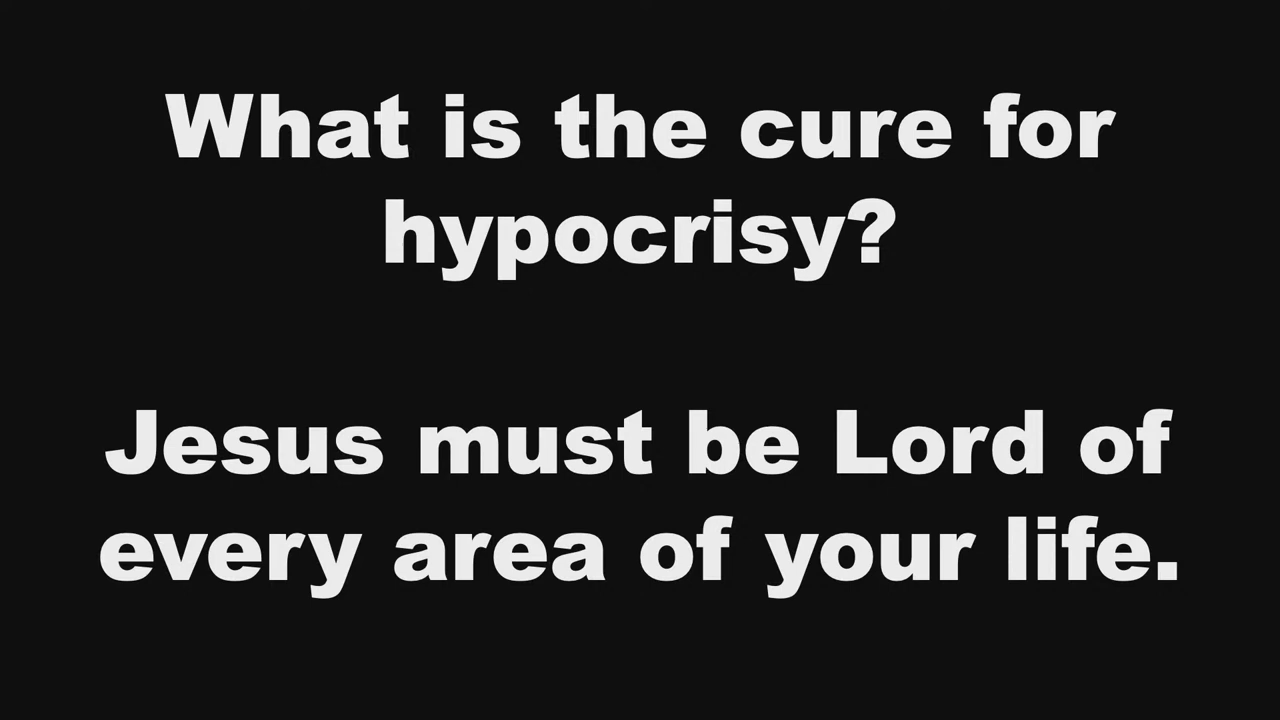 What is the cure for
hypocrisy?
Jesus must be Lord of
every area of your life.